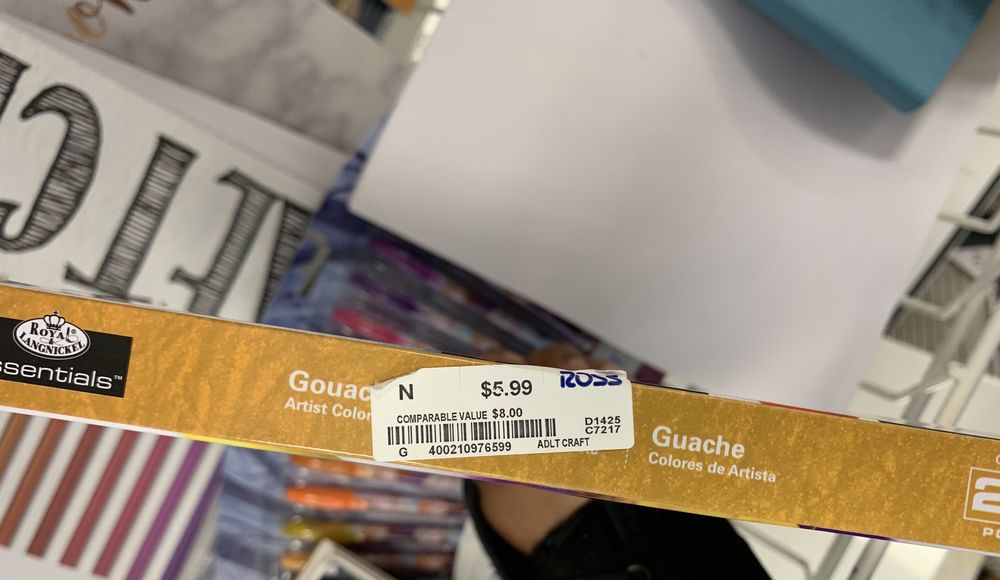 ROYAL & LANGNICKEL®
essentials™
Gouac
Artist Color
N $5.99 ROSS
COMPARABLE VALUE $8.00
D1425
C7217
G 400210976599 ADLT CRAFT
Guache
Colores de Artista
2